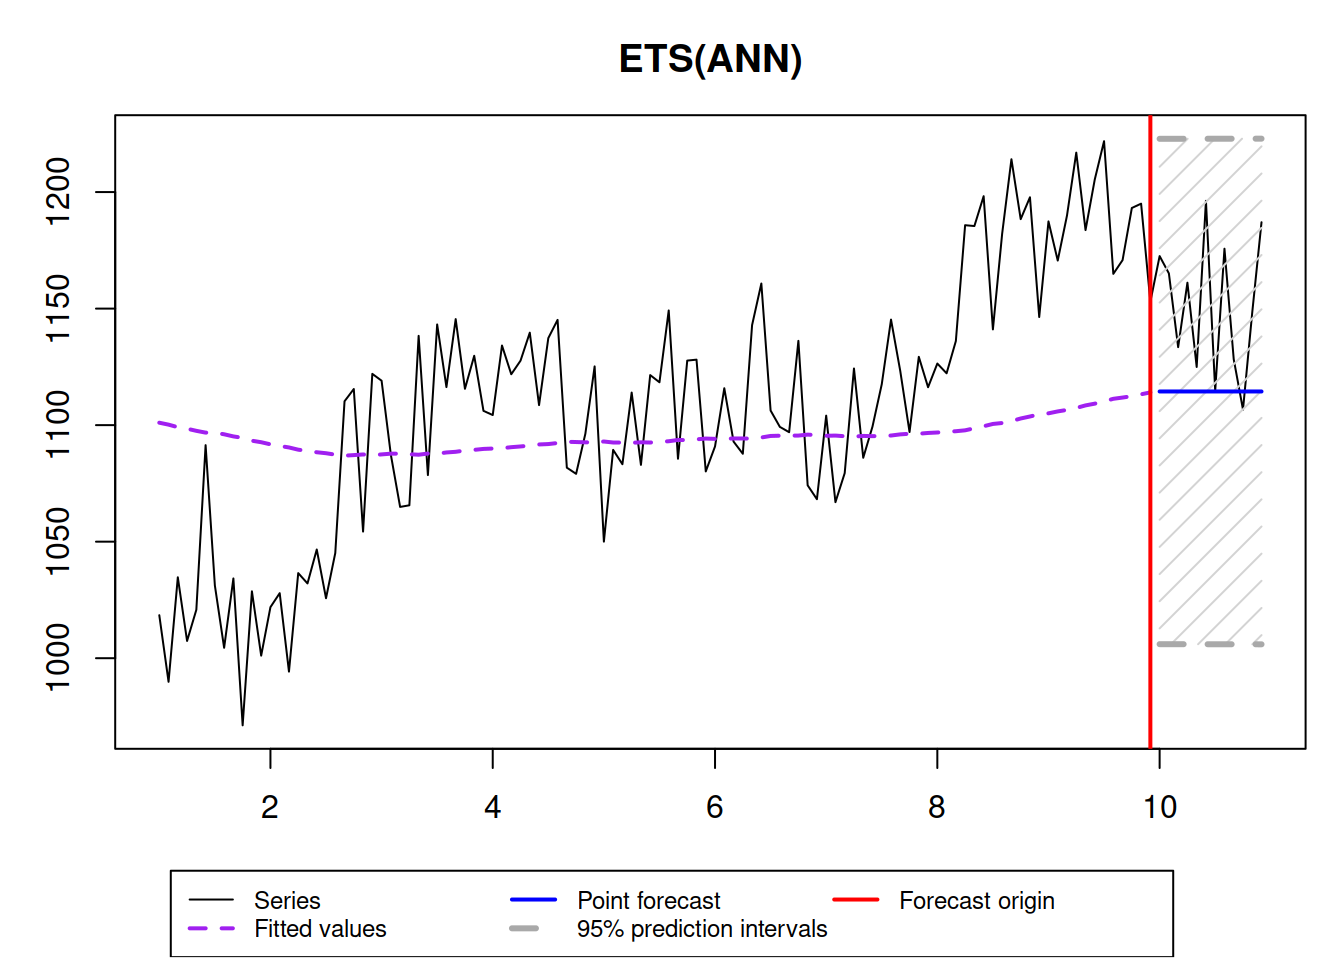 ETS(ANN)
1200
1150
1100
1050
1000
2 4 6 8 10
Series Point forecast Forecast origin
Fitted values 95% prediction intervals